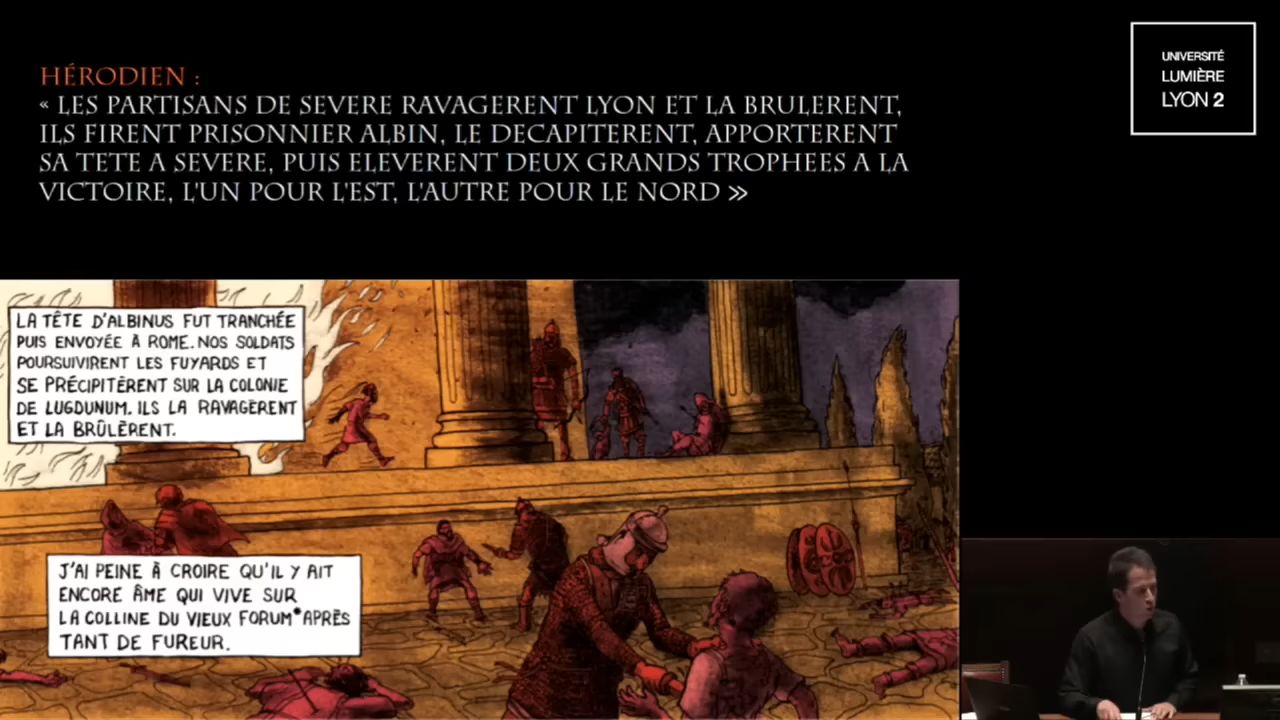 HÉRODIEN :
« LES PARTISANS DE SEVERE RAVAGERENT LYON ET LA BRULERENT,
ILS FIRENT PRISONNIER ALBIN, LE DECAPITERENT, APPORTERENT
SA TETE A SEVERE, PUIS ELEVERENT DEUX GRANDS TROPHEES A LA
VICTOIRE, L'UN POUR L'EST, L'AUTRE POUR LE NORD »
UNIVERSITÉ
LUMIÈRE
LYON 2
LA TÊTE D'ALBINUS FUT TRANCHÉE
PUIS ENVOYÉE À ROME. NOS SOLDATS
POURSUIVIRENT LES FUYARDS ET
SE PRÉCIPITÈRENT SUR LA COLONIE
DE LUGDUNUM. ILS LA RAVAGÈRENT
ET LA BRÛLÈRENT.
J'AI PEINE À CROIRE QU'IL Y AIT
ENCORE ÂME QUI VIVE SUR
LA COLLINE DU VIEUX FORUM* APRÈS
TANT DE FUREUR.